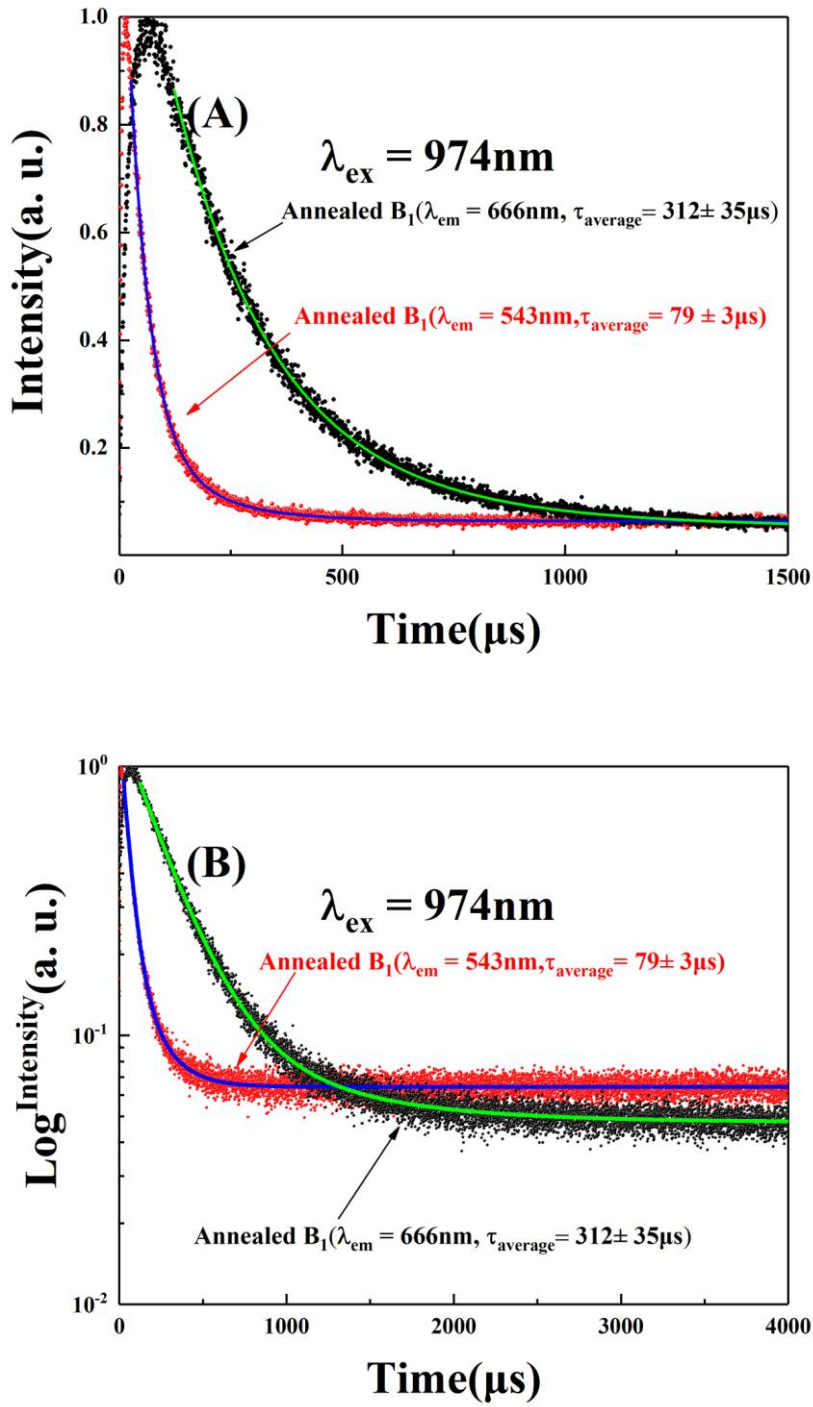 1.0
0.8
0.6
0.4
0.2
Intensity(a. u.)
(A)
λex = 974nm
Annealed B1(λem = 666nm, τaverage= 312± 35μs)
Annealed B1(λem = 543nm,τaverage= 79 ± 3μs)
0 500 1000 1500
Time(μs)
10^0
10^-1
10^-2
Log^Intensity(a. u.)
(B)
λex = 974nm
Annealed B1(λem = 543nm,τaverage= 79± 3μs)
Annealed B1(λem = 666nm, τaverage= 312± 35μs)
0 1000 2000 3000 4000
Time(μs)